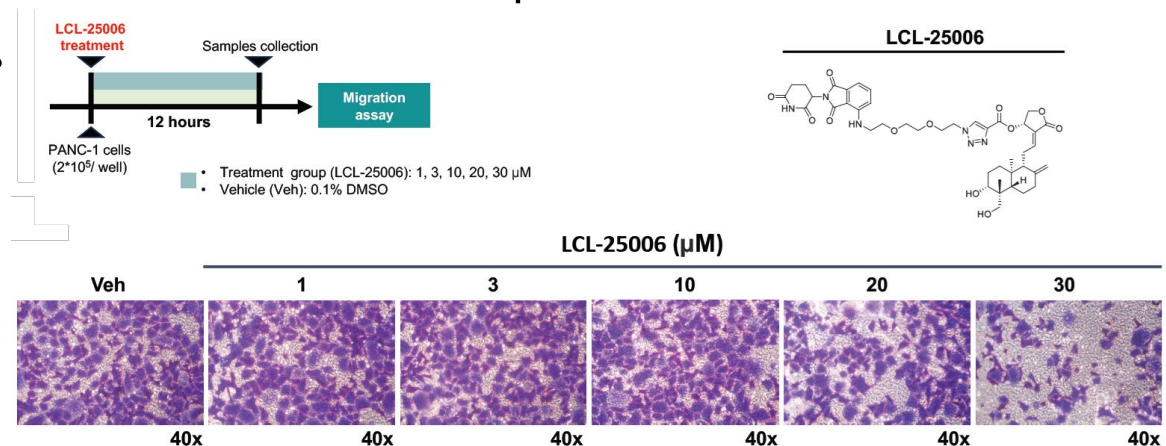 LCL-25006
treatment
Samples collection
12 hours
Migration
assay
PANC-1 cells
(2*10⁵/ well)
• Treatment group (LCL-25006): 1, 3, 10, 20, 30 μM
• Vehicle (Veh): 0.1% DMSO
LCL-25006
O
O
NH
O
N
O
O
HN
O
O
N
N=N
O
O
O
O
H
HO
HO
LCL-25006 (μM)
Veh 1 3 10 20 30
40x 40x 40x 40x 40x 40x